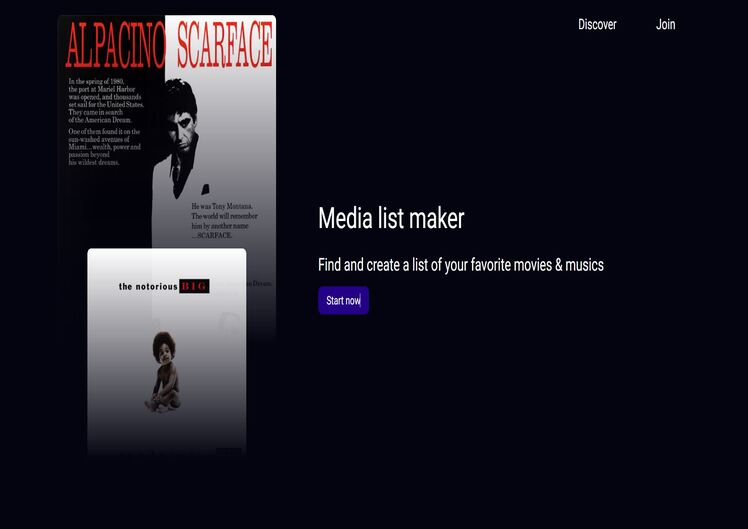 Discover Join
AL PACINO SCARFACE
In the spring of 1980,
the port at Mariel Harbor
was opened, and thousands
set sail for the United States.
They came in search
of the American Dream.
One of them found it on the
sun-washed avenues of
Miami...wealth, power and
passion beyond
his wildest dreams.
He was Tony Montana.
The world will remember
him by another name
...SCARFACE.
Media list maker
Find and create a list of your favorite movies & musics
Start now
the notorious BIG